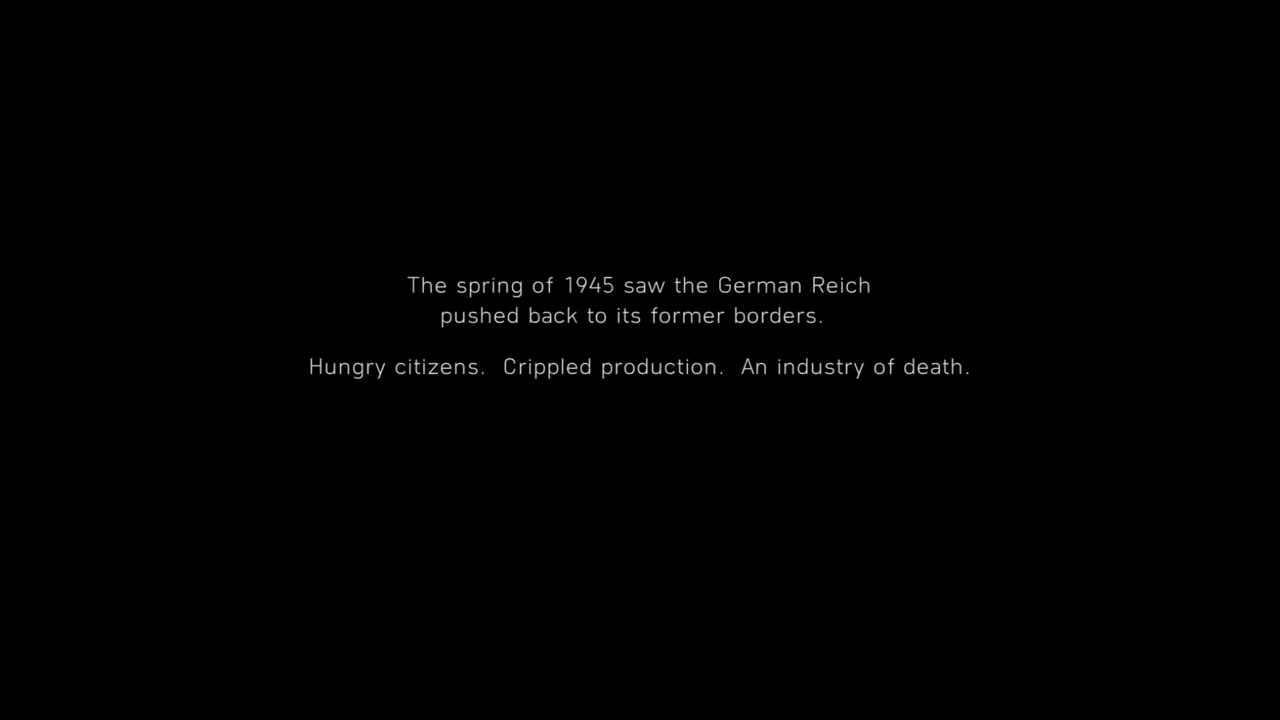 The spring of 1945 saw the German Reich
pushed back to its former borders.
Hungry citizens. Crippled production. An industry of death.